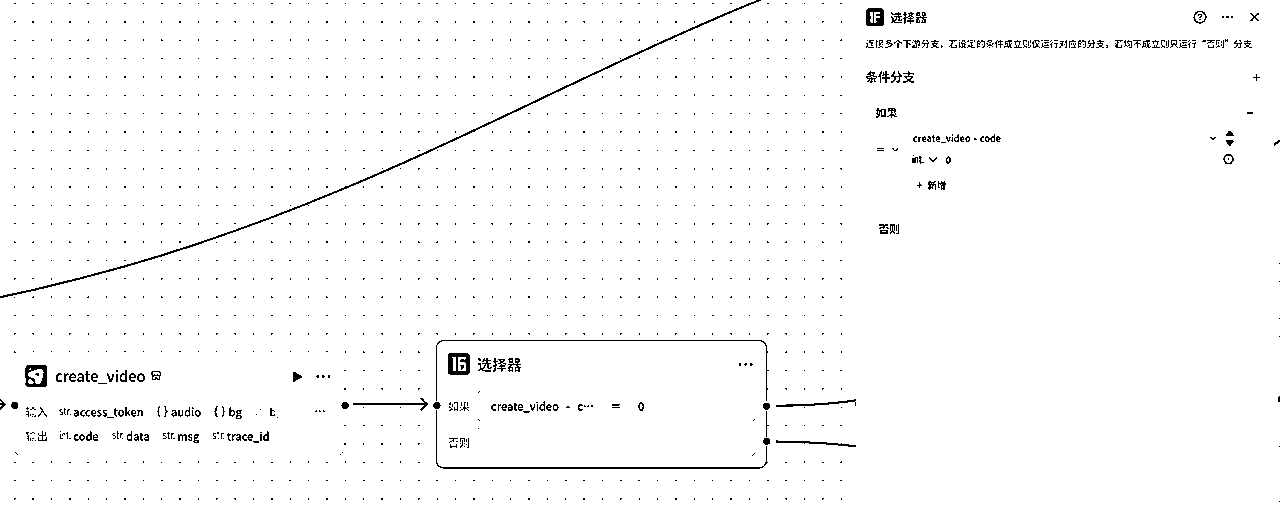 选择器
连接多个下游分支，若设定的条件成立则仅运行对应的分支，若均不成立则只运行“否则”分支
条件分支
如果
create_video - code
=
int. 0
+ 新增
否则
create_video
输入 str. access_token {} audio {} bg b
输出 int. code str. data str. msg str. trace_id
选择器
如果 create_video - c··· = 0
否则